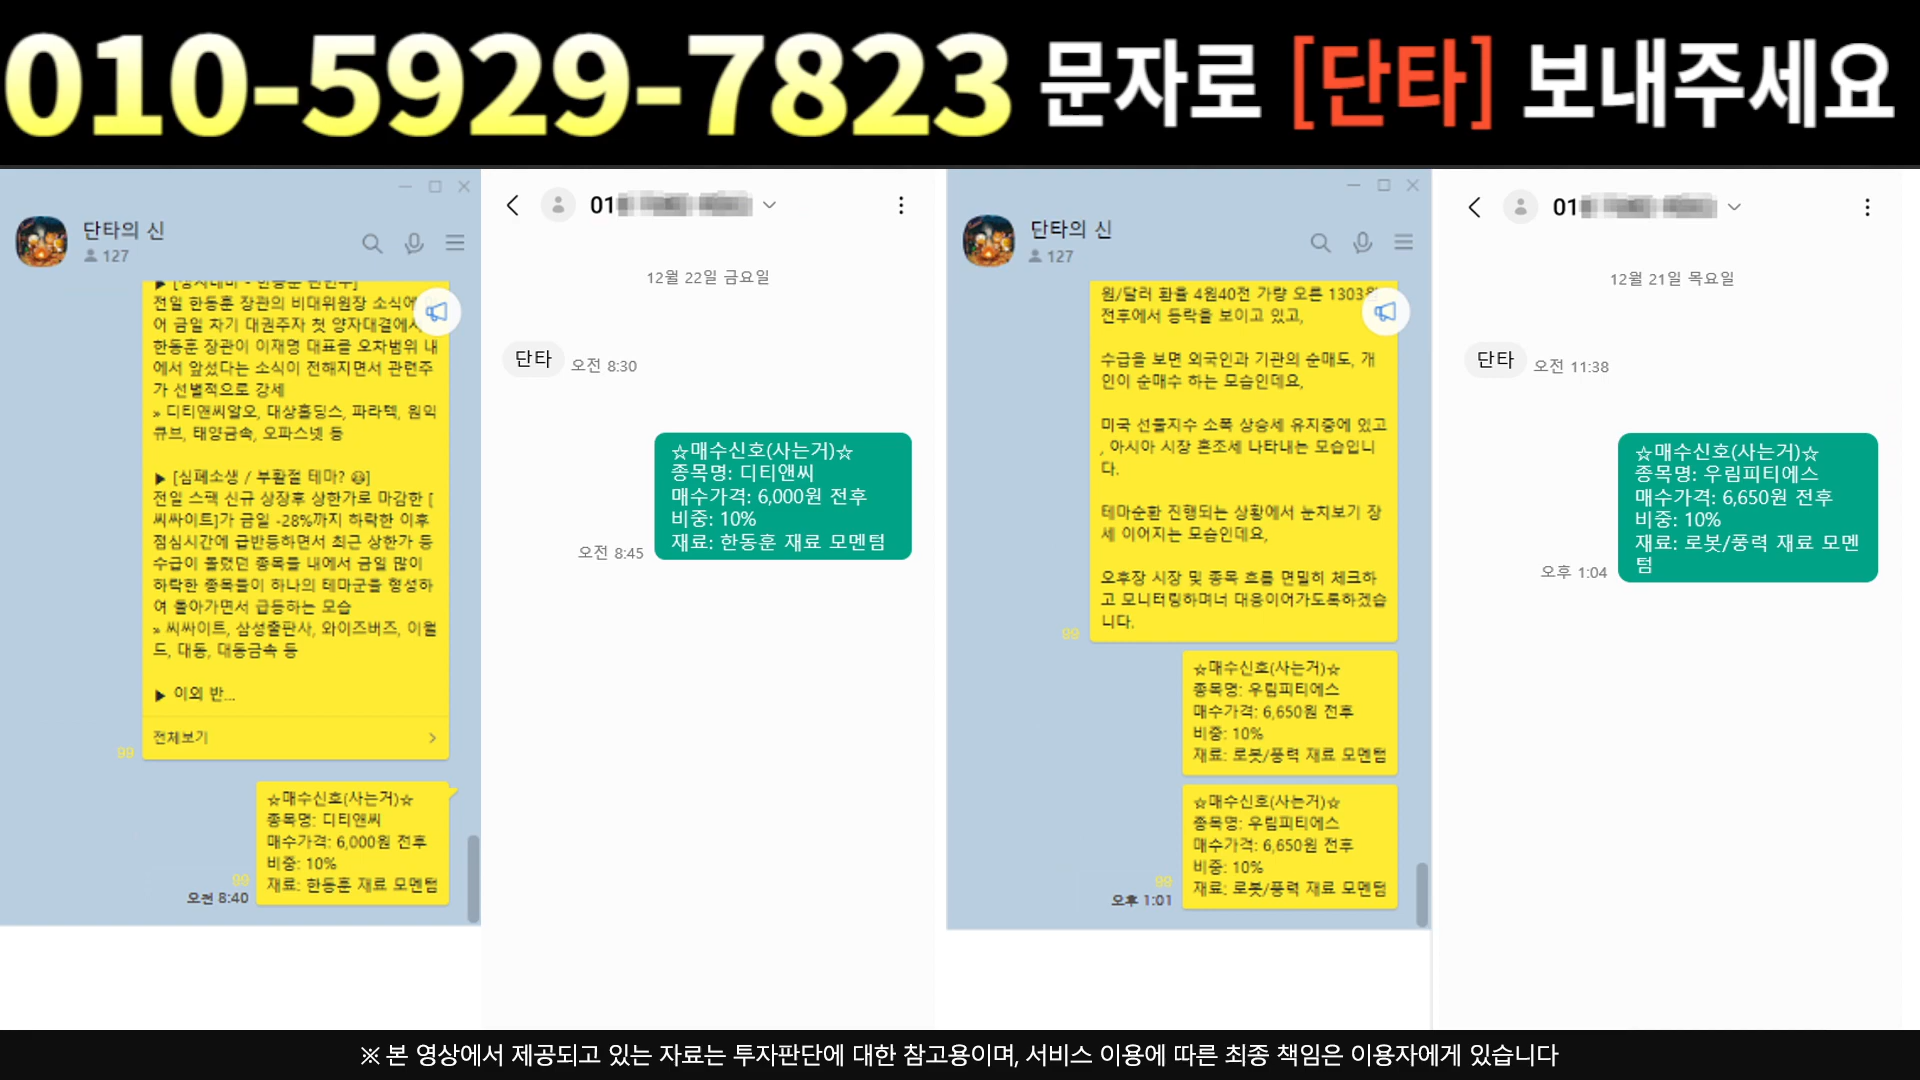 010-5929-7823 문자로 [단타] 보내주세요
단타의 신
127
전일 한동훈 장관의 비대위원장 소식에
어 금일 차기 대권주자 첫 양자대결에서
한동훈 장관이 이재명 대표를 오차범위 내
에서 앞섰다는 소식이 전해지면서 관련주
가 선별적으로 강세
» 디티앤씨알오, 대상홀딩스, 파라텍, 원익
큐브, 태양금속, 오파스넷 등
▶ [심폐소생 / 부활절 테마? 😆]
전일 스팩 신규 상장후 상한가로 마감한 [
씨싸이트]가 금일 -28%까지 하락한 이후
점심시간에 급반등하면서 최근 상한가 등
수급이 몰렸던 종목들 내에서 금일 많이
하락한 종목들이 하나의 테마군을 형성하
여 돌아가면서 급등하는 모습
» 씨싸이트, 삼성출판사, 와이즈버즈, 이월
드, 대동, 대동금속 등
▶ 이외 반...
전체보기
99
☆매수신호(사는거)☆
종목명: 디티앤씨
매수가격: 6,000원 전후
비중: 10%
재료: 한동훈 재료 모멘텀
99
오전 8:40
01
12월 22일 금요일
단타 오전 8:30
☆매수신호(사는거)☆
종목명: 디티앤씨
매수가격: 6,000원 전후
비중: 10%
재료: 한동훈 재료 모멘텀
오전 8:45
단타의 신
127
원/달러 환율 4원40전 가량 오른 1303원
전후에서 등락을 보이고 있고,
수급을 보면 외국인과 기관의 순매도, 개
인이 순매수 하는 모습인데요,
미국 선물지수 소폭 상승세 유지중에 있고
, 아시아 시장 혼조세 나타내는 모습입니
다.
테마순환 진행되는 상황에서 눈치보기 장
세 이어지는 모습인데요,
오후장 시장 및 종목 흐름 면밀히 체크하
고 모니터링하며너 대응이어가도록하겠습
니다.
99
☆매수신호(사는거)☆
종목명: 우림피티에스
매수가격: 6,650원 전후
비중: 10%
재료: 로봇/풍력 재료 모멘텀
☆매수신호(사는거)☆
종목명: 우림피티에스
매수가격: 6,650원 전후
비중: 10%
재료: 로봇/풍력 재료 모멘텀
99
오후 1:01
01
12월 21일 목요일
단타 오전 11:38
☆매수신호(사는거)☆
종목명: 우림피티에스
매수가격: 6,650원 전후
비중: 10%
재료: 로봇/풍력 재료 모멘
텀
오후 1:04
※ 본 영상에서 제공되고 있는 자료는 투자판단에 대한 참고용이며, 서비스 이용에 따른 최종 책임은 이용자에게 있습니다